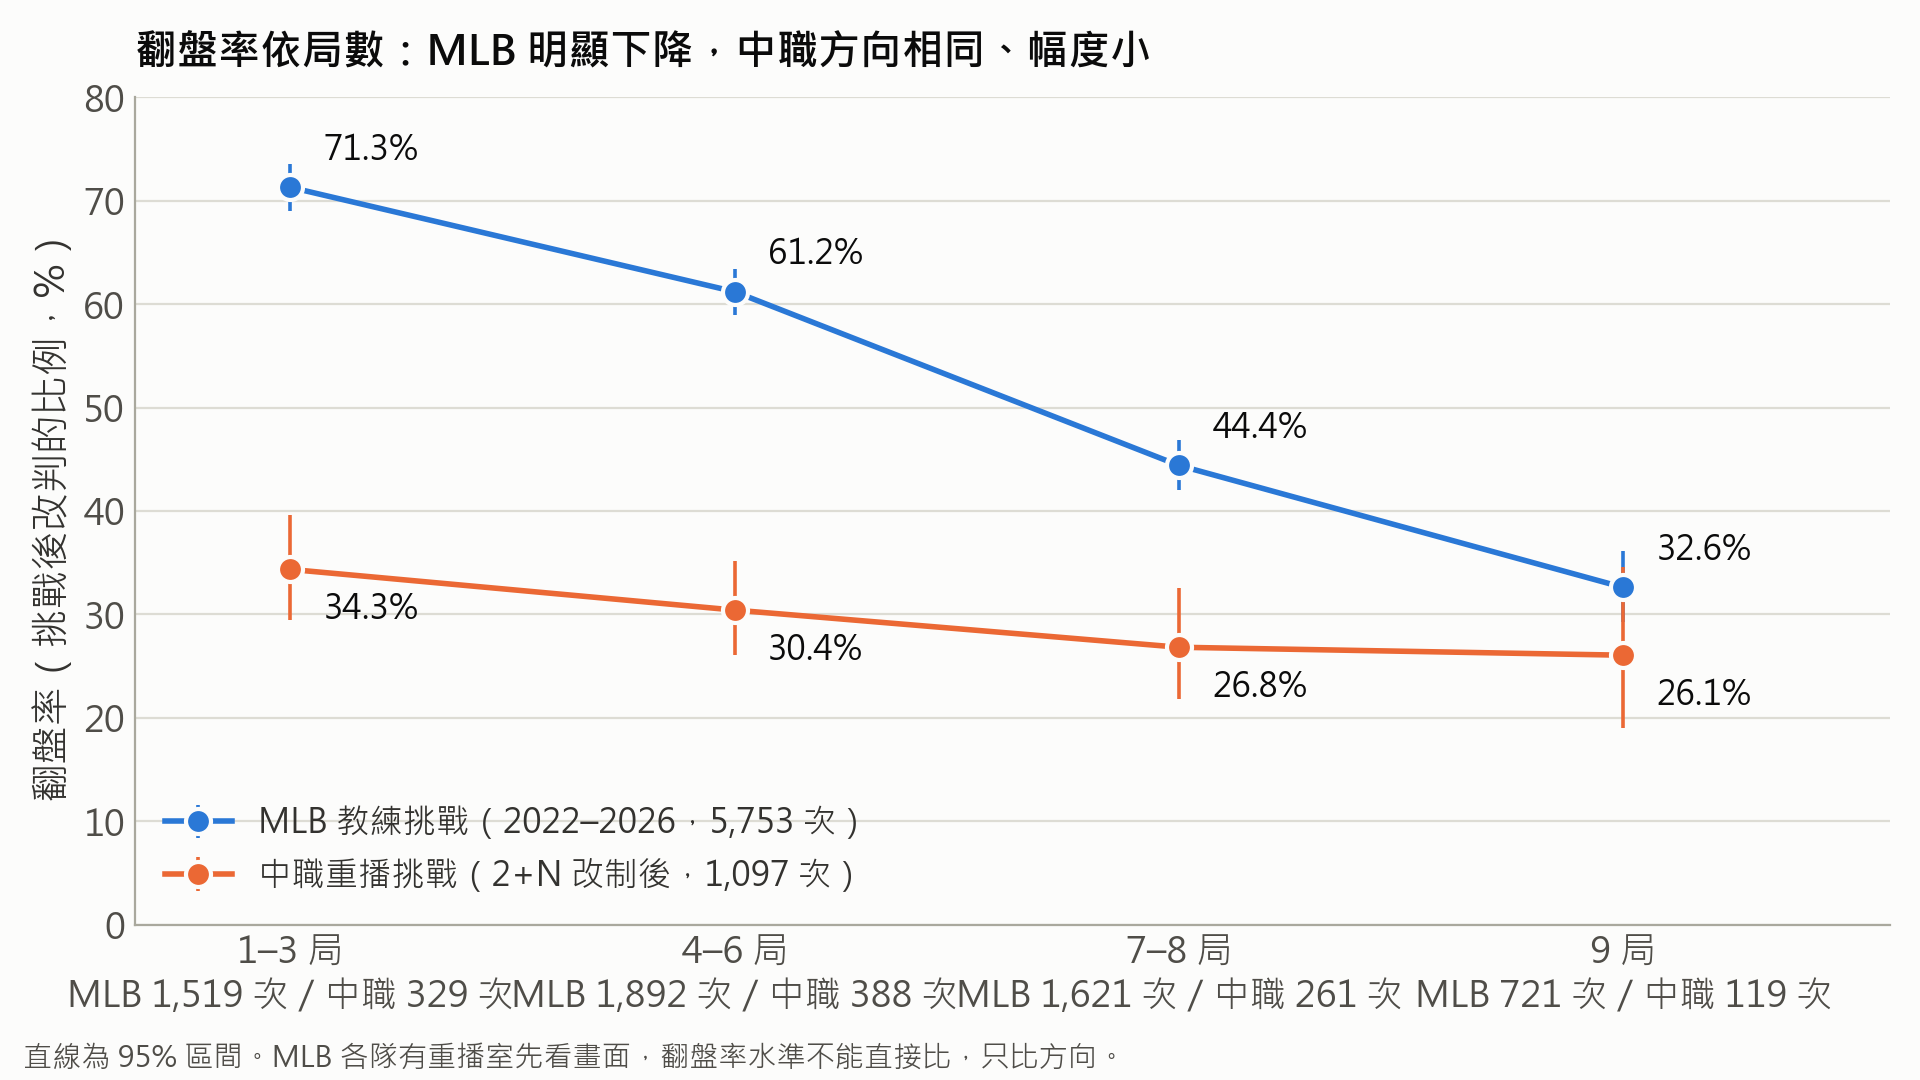 翻盤率依局數：MLB 明顯下降，中職方向相同、幅度小
翻盤率（挑戰後改判的比例，%）
80
70
60
50
40
30
20
10
0
71.3%
61.2%
44.4%
32.6%
34.3%
30.4%
26.8%
26.1%
MLB 教練挑戰（2022–2026，5,753 次）
中職重播挑戰（2+N 改制後，1,097 次）
1–3 局
MLB 1,519 次 / 中職 329 次
4–6 局
MLB 1,892 次 / 中職 388 次
7–8 局
MLB 1,621 次 / 中職 261 次
9 局
MLB 721 次 / 中職 119 次
直線為 95% 區間。MLB 各隊有重播室先看畫面，翻盤率水準不能直接比，只比方向。